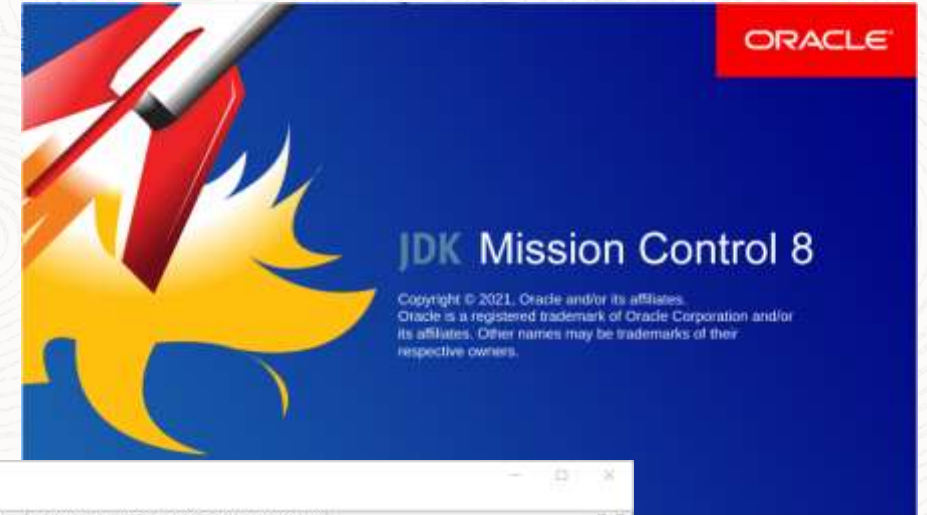 ORACLE
JDK Mission Control 8
Copyright © 2021, Oracle and/or its affiliates.
Oracle is a registered trademark of Oracle Corporation and/or
its affiliates. Other names may be trademarks of their
respective owners.